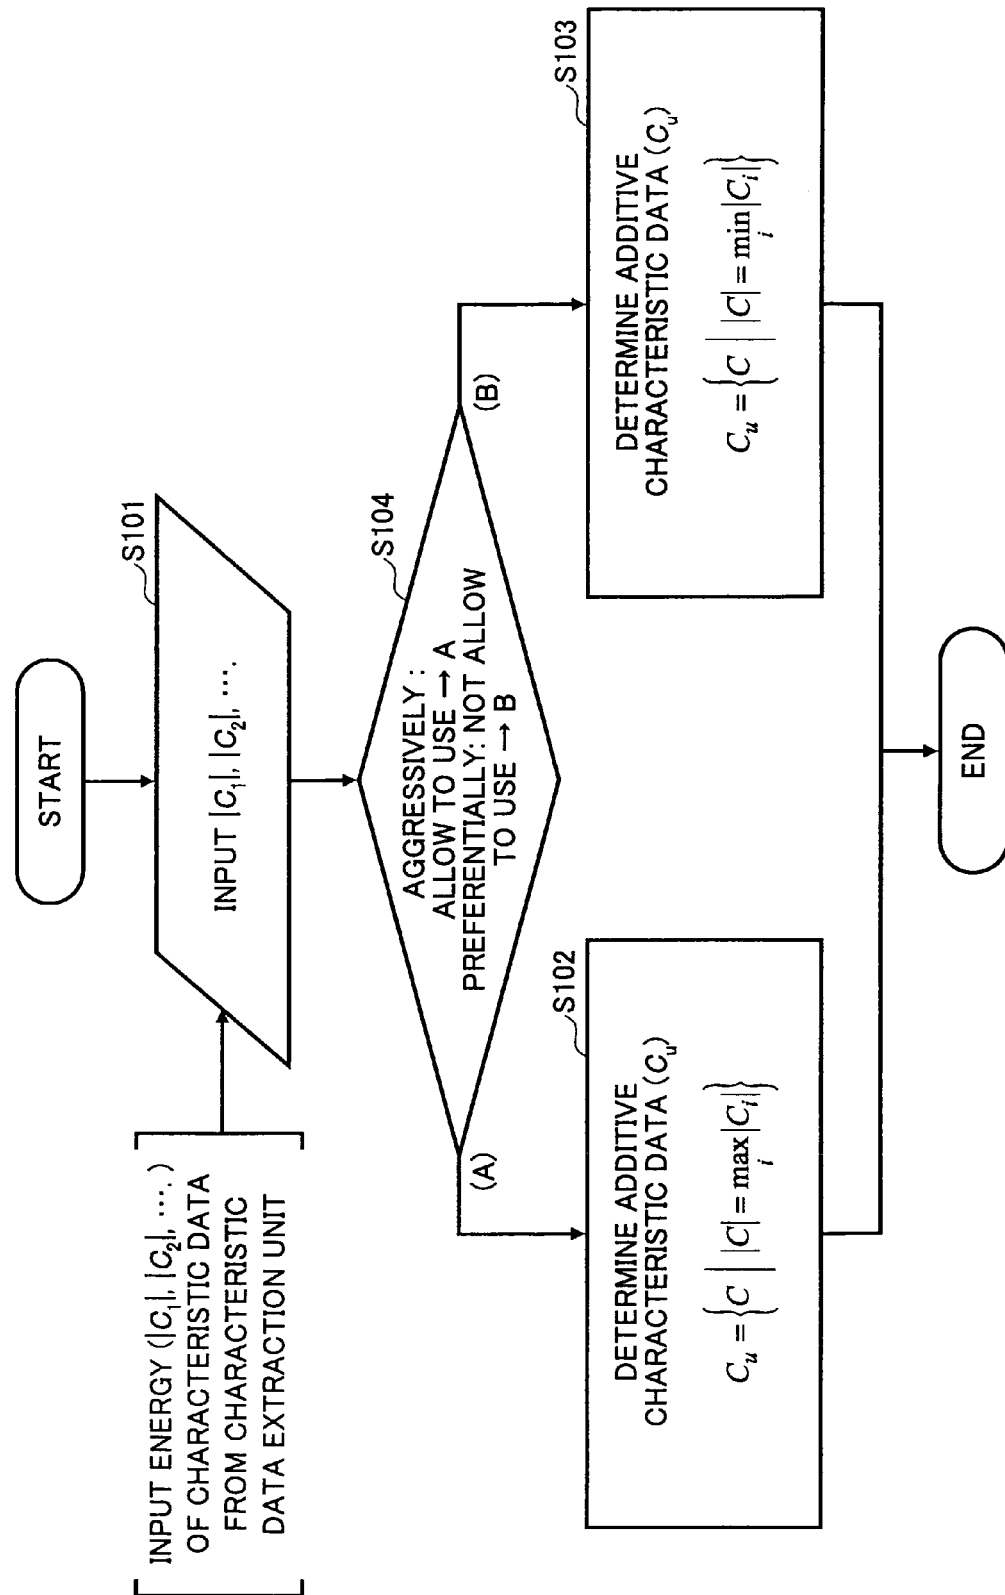 START
INPUT ENERGY (|C₁|, |C₂|, ‥‥)
OF CHARACTERISTIC DATA
FROM CHARACTERISTIC
DATA EXTRACTION UNIT
S101
INPUT |C₁|, |C₂|, ‥‥
S104
AGGRESSIVELY :
ALLOW TO USE → A
PREFERENTIALLY: NOT ALLOW
TO USE → B
(A)
(B)
S102
DETERMINE ADDITIVE
CHARACTERISTIC DATA (Cᵤ)
Cᵤ = { C | |C| = max |Cᵢ| }
i
S103
DETERMINE ADDITIVE
CHARACTERISTIC DATA (Cᵤ)
Cᵤ = { C | |C| = min |Cᵢ| }
i
END